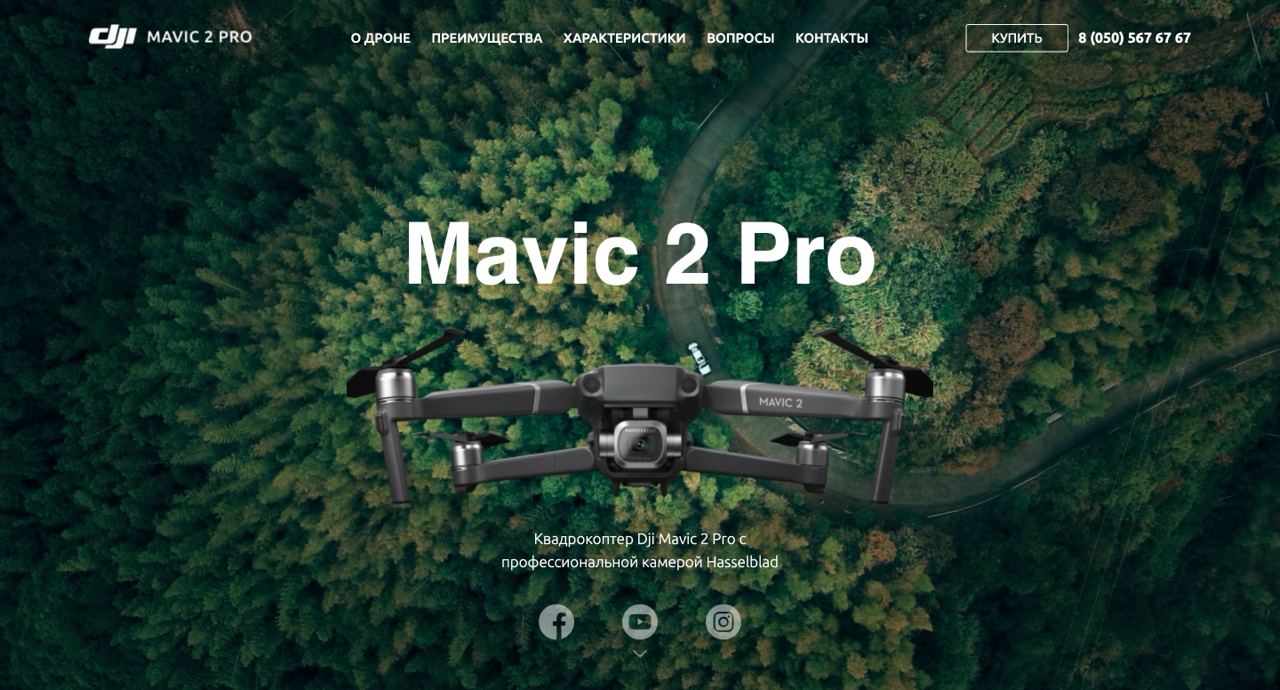 dji MAVIC 2 PRO
О ДРОНЕ
ПРЕИМУЩЕСТВА
ХАРАКТЕРИСТИКИ
ВОПРОСЫ
КОНТАКТЫ
КУПИТЬ
8 (050) 567 67 67
Mavic 2 Pro
MAVIC 2
HASSELBLAD
Квадрокоптер Dji Mavic 2 Pro с
профессиональной камерой Hasselblad